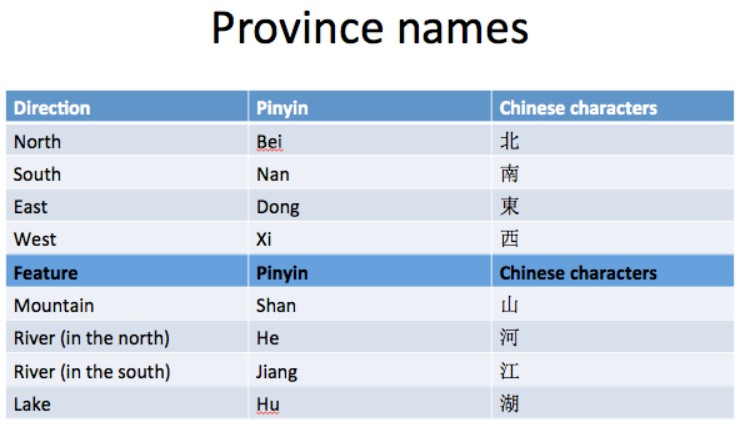 Province names
Direction Pinyin Chinese characters
North Bei 北
South Nan 南
East Dong 東
West Xi 西
Feature Pinyin Chinese characters
Mountain Shan 山
River (in the north) He 河
River (in the south) Jiang 江
Lake Hu 湖